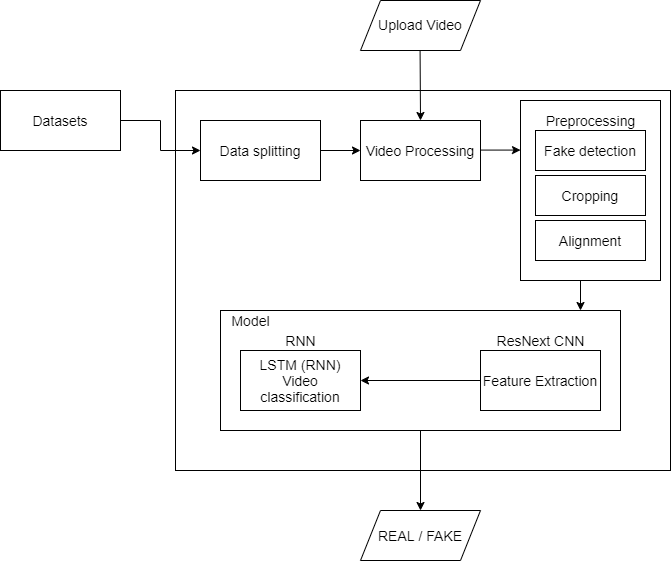 Upload Video
Datasets
Data splitting
Video Processing
Preprocessing
Fake detection
Cropping
Alignment
Model
RNN
LSTM (RNN)
Video
classification
ResNext CNN
Feature Extraction
REAL / FAKE